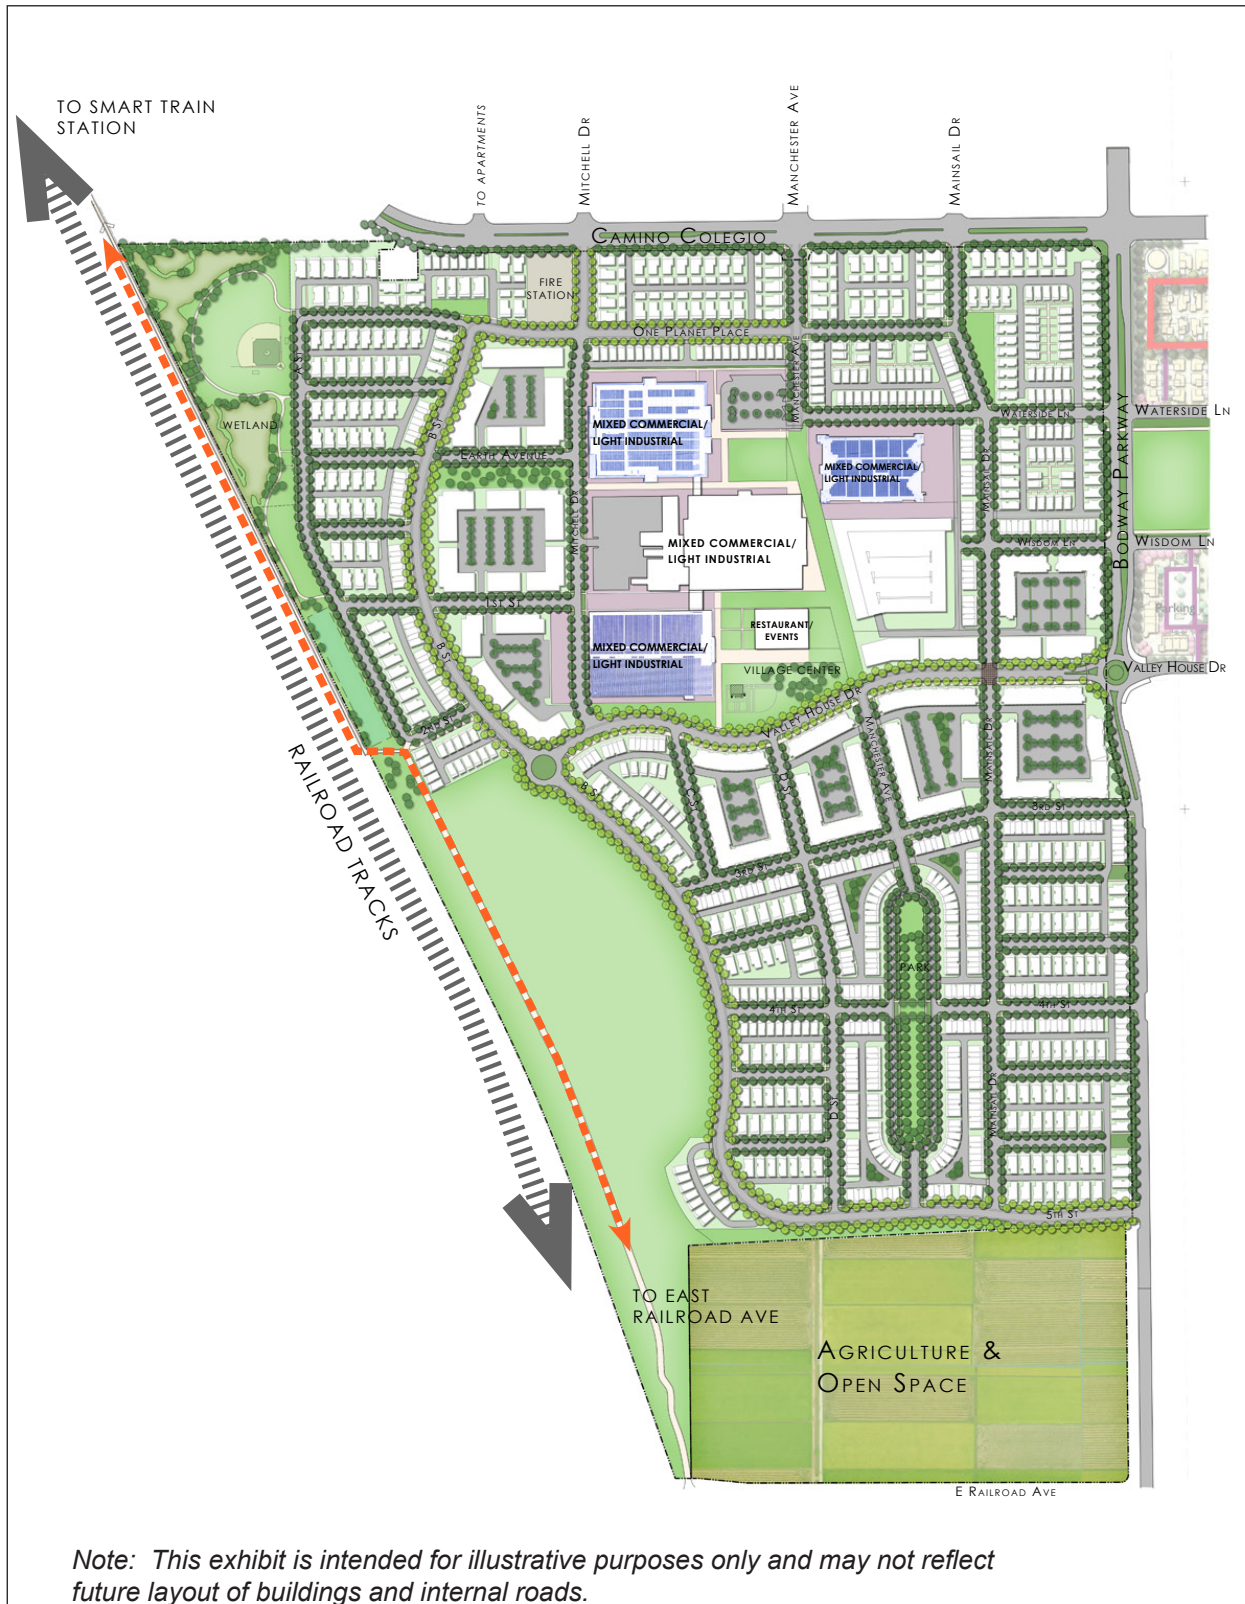 TO SMART TRAIN
STATION
TO APARTMENTS
MITCHELL DR
MANCHESTER AVE
MAINSAIL DR
CAMINO COLEGIO
FIRE
STATION
ONE PLANET PLACE
A ST
MANCHESTER AVE
WETLAND
B ST
MIXED COMMERCIAL/
LIGHT INDUSTRIAL
WATERSIDE LN
WATERSIDE LN
EARTH AVENUE
MIXED COMMERCIAL/
LIGHT INDUSTRIAL
MAINSAIL DR
BODWAY PARKWAY
MITCHELL DR
MIXED COMMERCIAL/
LIGHT INDUSTRIAL
WISDOM LN
WISDOM LN
1ST ST
Parking
RESTAURANT/
EVENTS
MIXED COMMERCIAL/
LIGHT INDUSTRIAL
B ST
VILLAGE CENTER
VALLEY HOUSE DR
VALLEY HOUSE DR
2ND ST
RAILROAD TRACKS
MANCHESTER AVE
MAINSAIL DR
B ST
C ST
D ST
3RD ST
3RD ST
PARK
4TH ST
4TH ST
D ST
MAINSAIL DR
5TH ST
TO EAST
RAILROAD AVE
AGRICULTURE &
OPEN SPACE
E RAILROAD AVE
Note: This exhibit is intended for illustrative purposes only and may not reflect
future layout of buildings and internal roads.